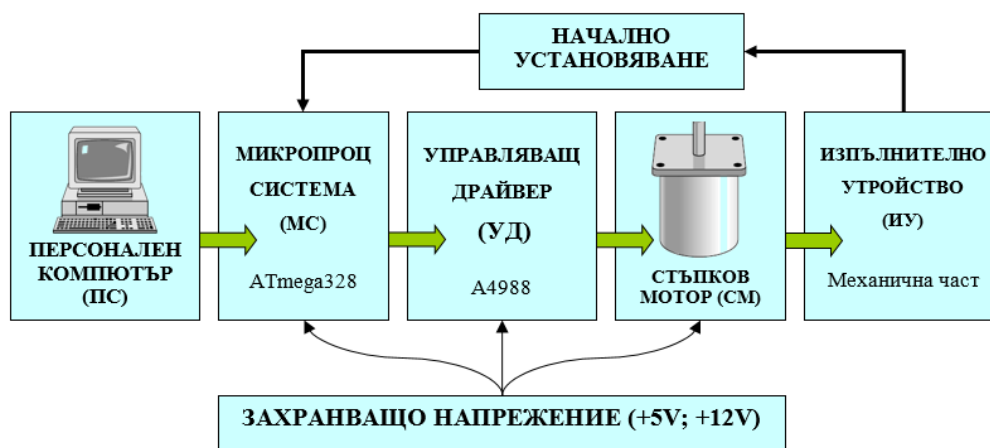 НАЧАЛНО
УСТАНОВЯВАНЕ
ПЕРСОНАЛЕН
КОМПЮТЪР
(ПС)
МИКРОПРОЦ
СИСТЕМА
(МС)
ATmega328
УПРАВЛЯВАЩ
ДРАЙВЕР
(УД)
A4988
СТЪПКОВ
МОТОР (СМ)
ИЗПЪЛНИТЕЛНО
УТРОЙСТВО
(ИУ)
Механична част
ЗАХРАНВАЩО НАПРЕЖЕНИЕ (+5V; +12V)